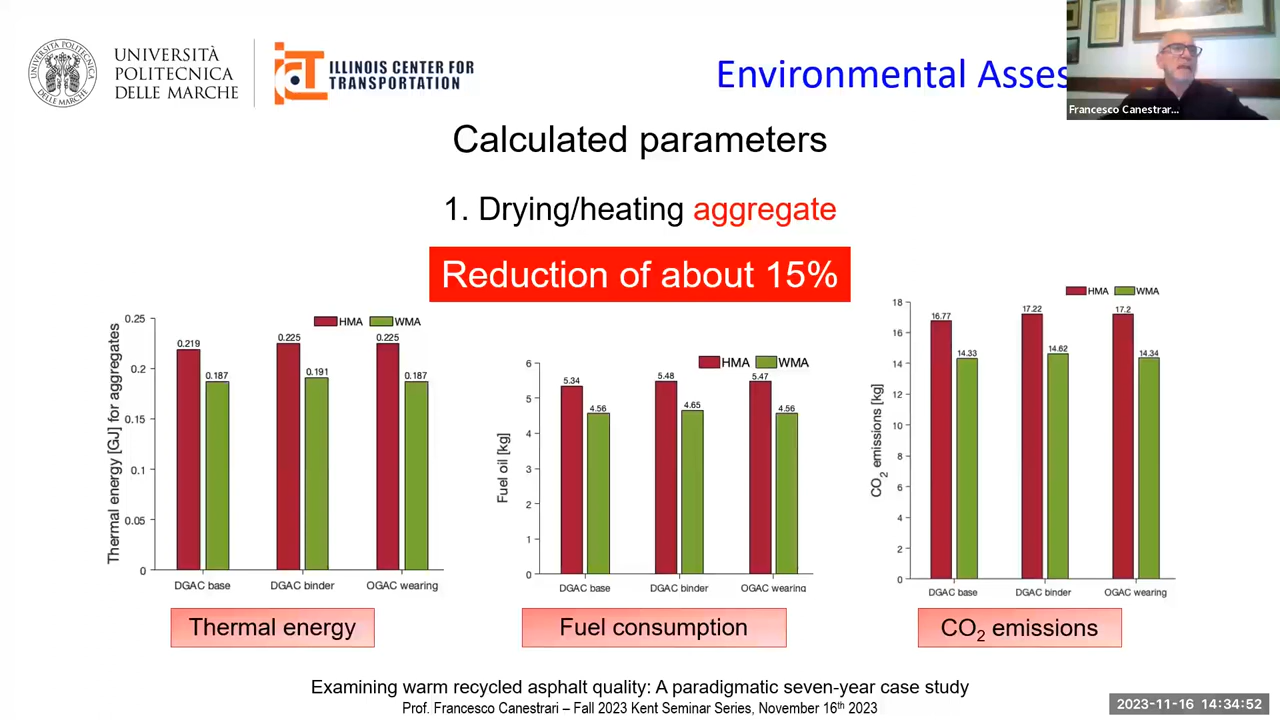 UNIVERSITÀ
POLITECNICA
DELLE MARCHE
UNIVERSITÀ POLITECNICA
DELLE MARCHE
ICT
ILLINOIS CENTER FOR
TRANSPORTATION
Environmental Asses
Francesco Canestrar...
Calculated parameters
1. Drying/heating aggregate
Reduction of about 15%
HMA WMA
Thermal energy [GJ] for aggregates
0.25
0.2
0.15
0.1
0.05
0
0.219
0.187
0.225
0.191
0.225
0.187
DGAC base DGAC binder OGAC wearing
Thermal energy
HMA WMA
Fuel oil [kg]
6
5
4
3
2
1
0
5.34
4.56
5.48
4.65
5.47
4.56
DGAC base DGAC binder OGAC wearing
Fuel consumption
HMA WMA
CO2 emissions [kg]
18
16
14
12
10
8
6
4
2
0
16.77
14.33
17.22
14.62
17.2
14.34
DGAC base DGAC binder OGAC wearing
CO2 emissions
Examining warm recycled asphalt quality: A paradigmatic seven-year case study
Prof. Francesco Canestrari – Fall 2023 Kent Seminar Series, November 16th 2023
2023-11-16 14:34:52